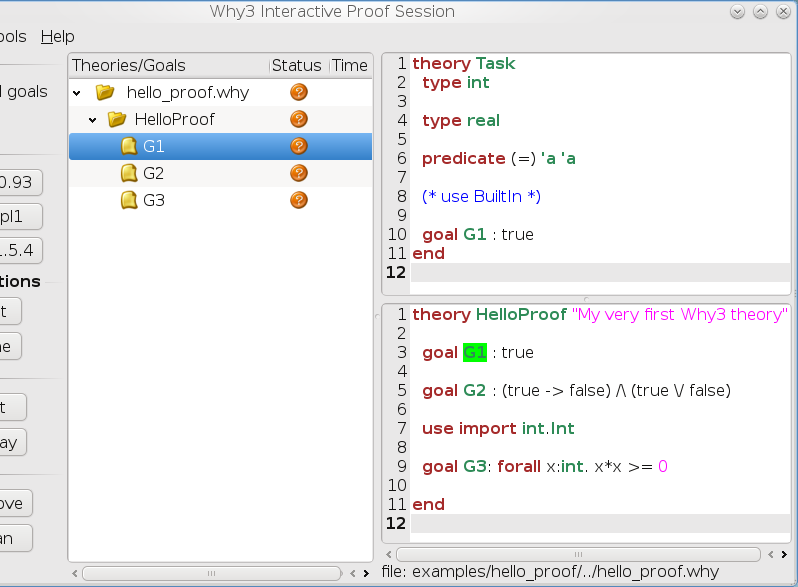 Why3 Interactive Proof Session
ools Help
l goals
0.93
pl1
.5.4
tions
t
ne
t
ay
ove
an
Theories/Goals Status Time
hello_proof.why
HelloProof
G1
G2
G3
1 theory Task
2 type int
3
4 type real
5
6 predicate (=) 'a 'a
7
8 (* use BuiltIn *)
9
10 goal G1 : true
11 end
12
1 theory HelloProof "My very first Why3 theory"
2
3 goal G1 : true
4
5 goal G2 : (true -> false) /\ (true \/ false)
6
7 use import int.Int
8
9 goal G3: forall x:int. x*x >= 0
10
11 end
12
file: examples/hello_proof/../hello_proof.why